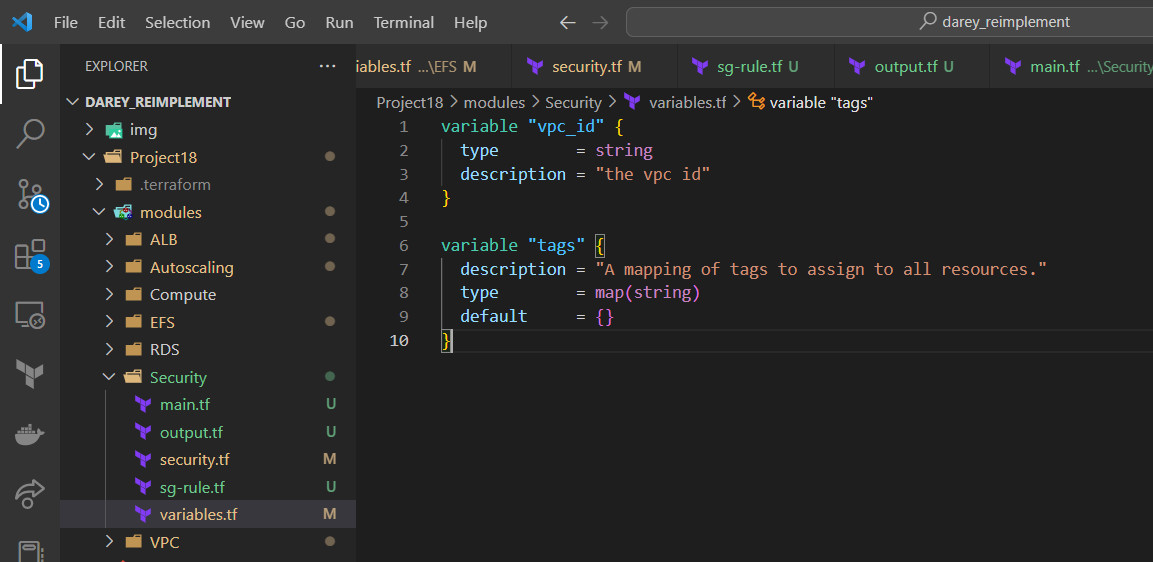 File Edit Selection View Go Run Terminal Help
darey_reimplement
EXPLORER
iables.tf ...\EFS M
security.tf M
sg-rule.tf U
output.tf U
main.tf ...\Security
DAREY_REIMPLEMENT
img
Project18
.terraform
modules
ALB
Autoscaling
Compute
EFS
RDS
Security
main.tf U
output.tf U
security.tf M
sg-rule.tf U
variables.tf M
VPC
5
Project18 > modules > Security > variables.tf > variable "tags"
1 variable "vpc_id" {
2 type = string
3 description = "the vpc id"
4 }
5
6 variable "tags" {
7 description = "A mapping of tags to assign to all resources."
8 type = map(string)
9 default = {}
10 }